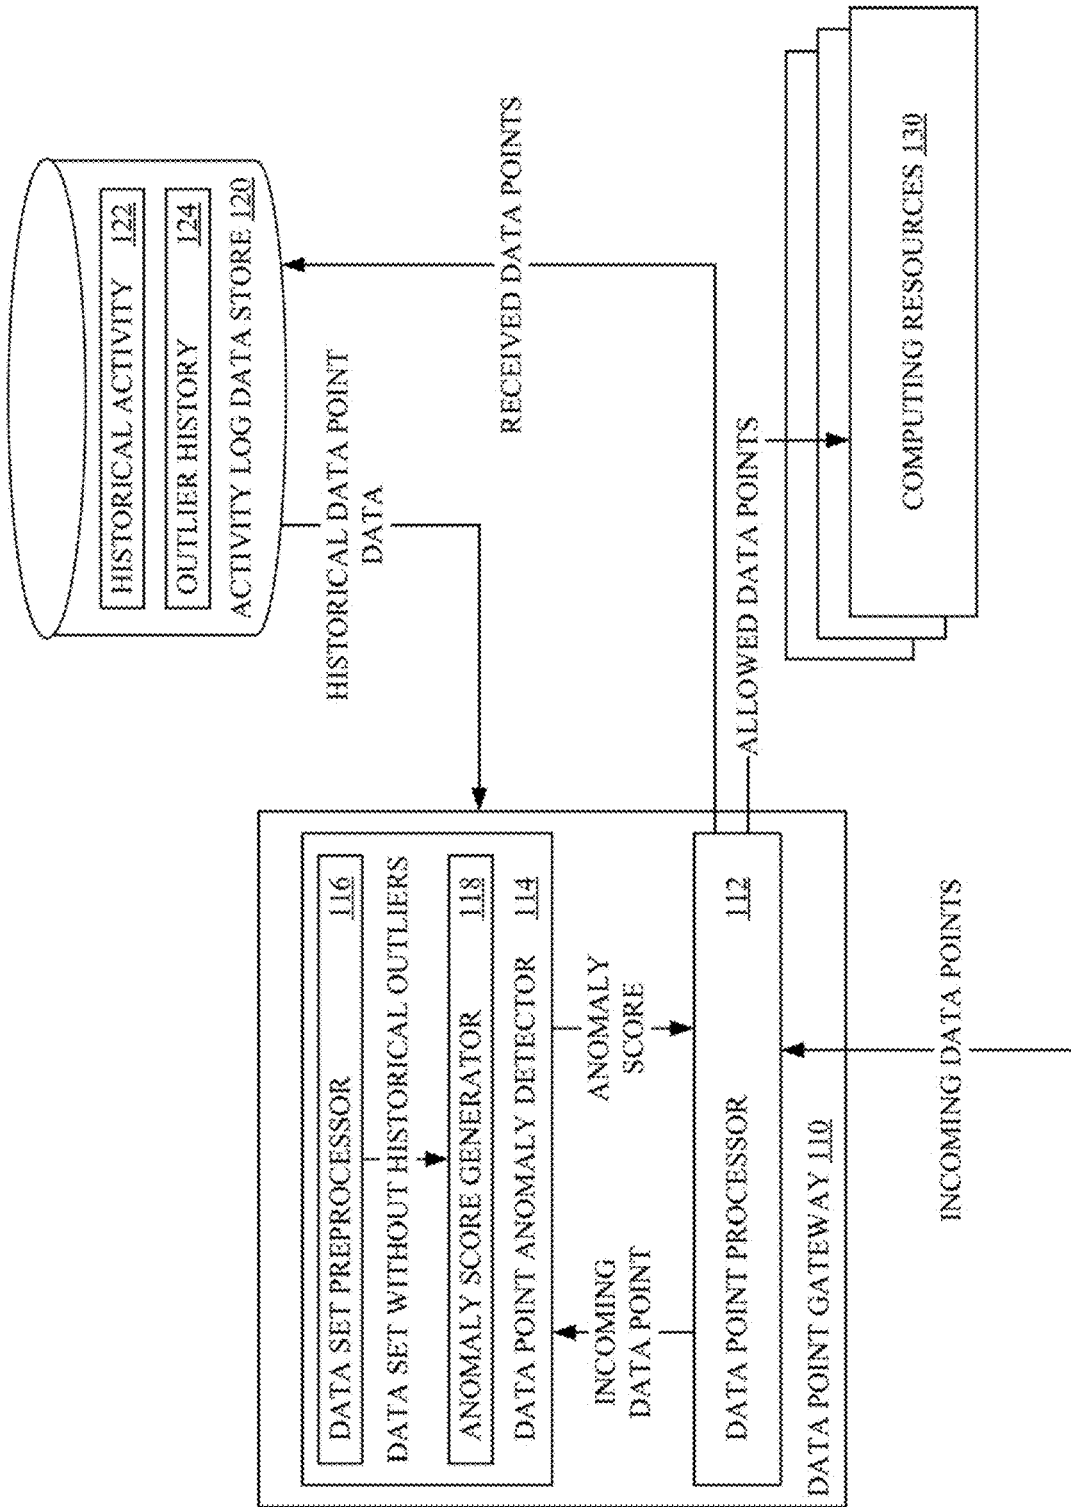 DATA SET PREPROCESSOR 116
DATA SET WITHOUT HISTORICAL OUTLIERS
ANOMALY SCORE GENERATOR 118
DATA POINT ANOMALY DETECTOR 114
INCOMING
DATA POINT
ANOMALY
SCORE
DATA POINT PROCESSOR 112
DATA POINT GATEWAY 110
INCOMING DATA POINTS
HISTORICAL ACTIVITY 122
OUTLIER HISTORY 124
ACTIVITY LOG DATA STORE 120
HISTORICAL DATA POINT
DATA
RECEIVED DATA POINTS
ALLOWED DATA POINTS
COMPUTING RESOURCES 130